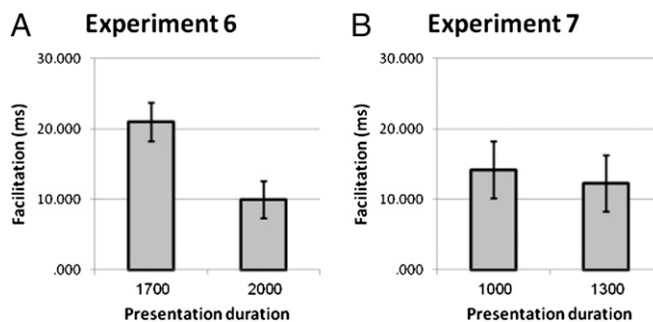 A Experiment 6
30.000
20.000
10.000
.000
Facilitation (ms)
1700 2000
Presentation duration
B Experiment 7
30.000
20.000
10.000
.000
Facilitation (ms)
1000 1300
Presentation duration